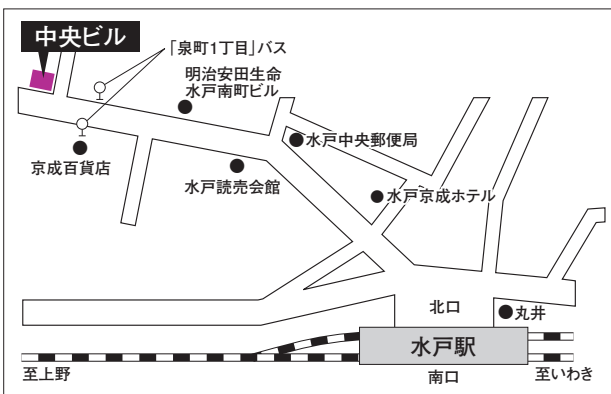 中央ビル
「泉町1丁目」バス
明治安田生命
水戸南町ビル
水戸中央郵便局
京成百貨店
水戸読売会館
水戸京成ホテル
北口
丸井
水戸駅
至上野
南口
至いわき